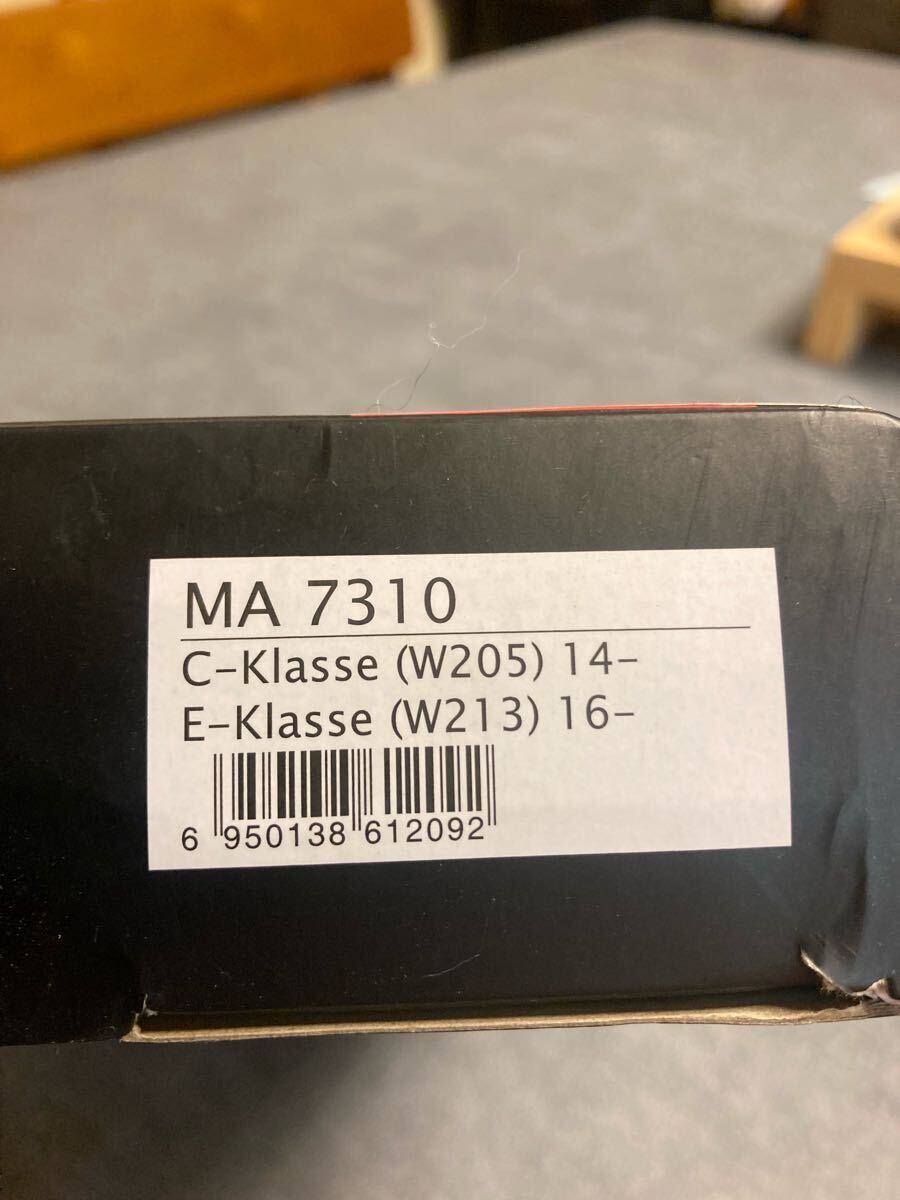 MA 7310
C-Klasse (W205) 14-
E-Klasse (W213) 16-
6 950138 612092